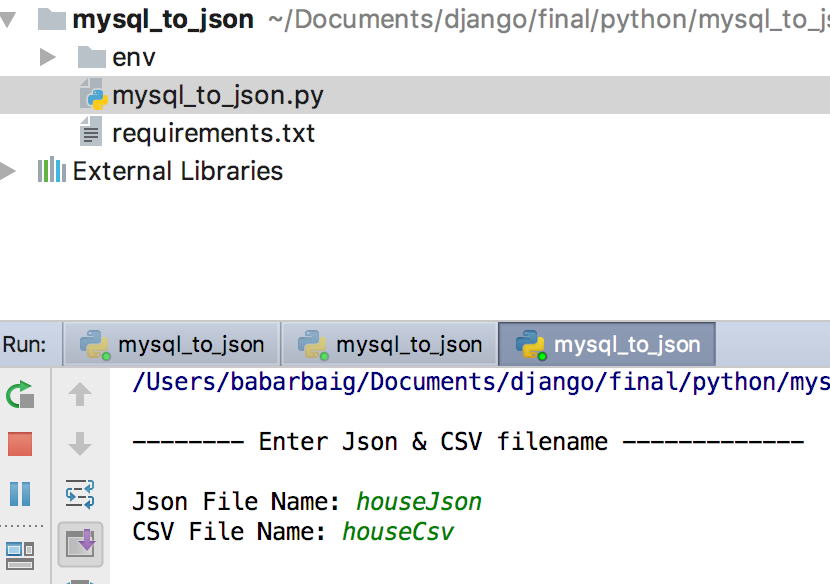 mysql_to_json ~/Documents/django/final/python/mysql_to_js
env
mysql_to_json.py
requirements.txt
External Libraries
Run: mysql_to_json mysql_to_json mysql_to_json
/Users/babarbaig/Documents/django/final/python/mys
-------- Enter Json & CSV filename -------------
Json File Name: houseJson
CSV File Name: houseCsv